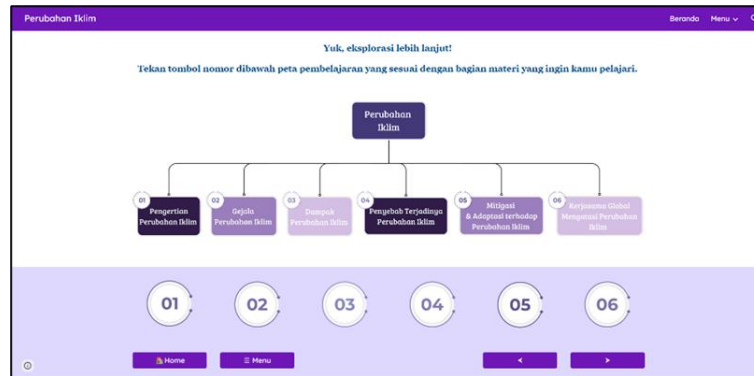 Perubahan Iklim
Beranda Menu
Yuk, eksplorasi lebih lanjut!
Tekan tombol nomor dibawah peta pembelajaran yang sesuai dengan bagian materi yang ingin kamu pelajari.
Perubahan
Iklim
01
Pengertian
Perubahan Iklim
02
Gejala
Perubahan Iklim
03
Dampak
Perubahan Iklim
04
Penyebab Terjadinya
Perubahan Iklim
05
Mitigasi
& Adaptasi terhadap
Perubahan Iklim
06
Kerjasama Global
Mengatasi Perubahan
Iklim
01 02 03 04 05 06
Home
Menu